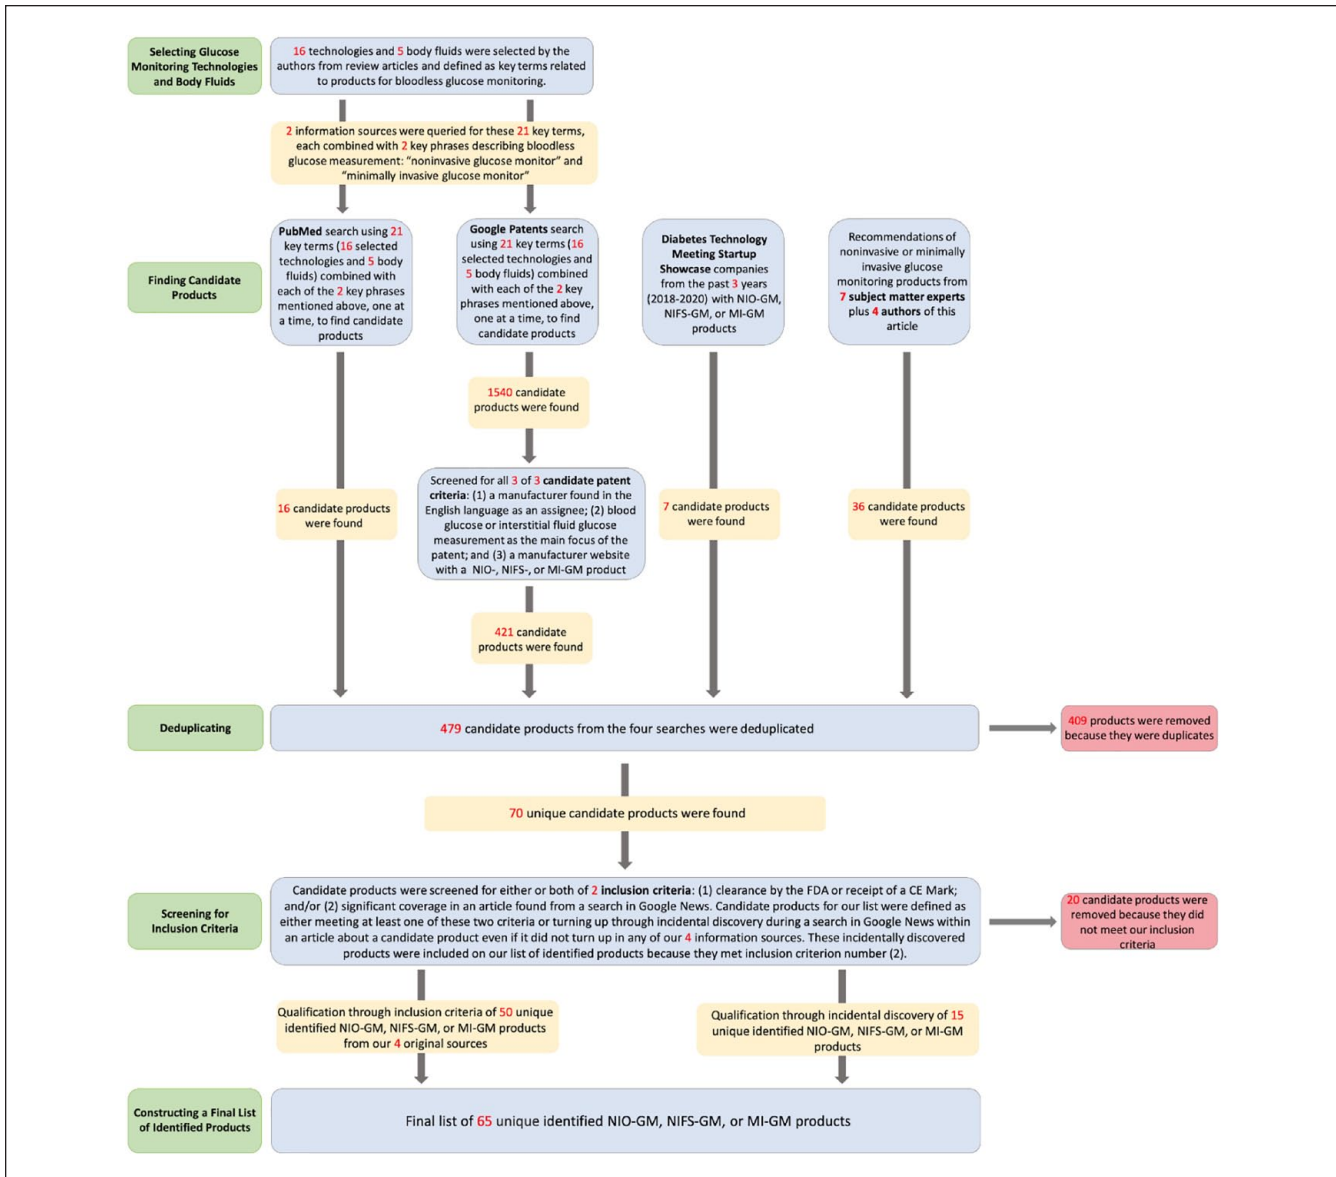 Selecting Glucose
Monitoring Technologies
and Body Fluids
16 technologies and 5 body fluids were selected by the
authors from review articles and defined as key terms related
to products for bloodless glucose monitoring.
2 information sources were queried for these 21 key terms,
each combined with 2 key phrases describing bloodless
glucose measurement: “noninvasive glucose monitor” and
“minimally invasive glucose monitor”
Finding Candidate
Products
PubMed search using 21
key terms (16 selected
technologies and 5 body
fluids) combined with
each of the 2 key phrases
mentioned above, one at
a time, to find candidate
products
Google Patents search
using 21 key terms (16
selected technologies and
5 body fluids) combined
with each of the 2 key
phrases mentioned above,
one at a time, to find
candidate products
Diabetes Technology
Meeting Startup
Showcase companies
from the past 3 years
(2018-2020) with NIO-GM,
NIFS-GM, or MI-GM
products
Recommendations of
noninvasive or minimally
invasive glucose
monitoring products from
7 subject matter experts
plus 4 authors of this
article
1540 candidate
products were found
16 candidate products
were found
Screened for all 3 of 3 candidate patent
criteria: (1) a manufacturer found in the
English language as an assignee; (2) blood
glucose or interstitial fluid glucose
measurement as the main focus of the
patent; and (3) a manufacturer website
with a NIO-, NIFS-, or MI-GM product
7 candidate products
were found
36 candidate products
were found
421 candidate
products were found
Deduplicating
479 candidate products from the four searches were deduplicated
409 products were removed
because they were duplicates
70 unique candidate products were found
Screening for
Inclusion Criteria
Candidate products were screened for either or both of 2 inclusion criteria: (1) clearance by the FDA or receipt of a CE Mark;
and/or (2) significant coverage in an article found from a search in Google News. Candidate products for our list were defined as
either meeting at least one of these two criteria or turning up through incidental discovery during a search in Google News within
an article about a candidate product even if it did not turn up in any of our 4 information sources. These incidentally discovered
products were included on our list of identified products because they met inclusion criterion number (2).
20 candidate products were
removed because they did
not meet our inclusion
criteria
Qualification through inclusion criteria of 50 unique
identified NIO-GM, NIFS-GM, or MI-GM products
from our 4 original sources
Qualification through incidental discovery of 15
unique identified NIO-GM, NIFS-GM, or MI-GM
products
Constructing a Final List
of Identified Products
Final list of 65 unique identified NIO-GM, NIFS-GM, or MI-GM products